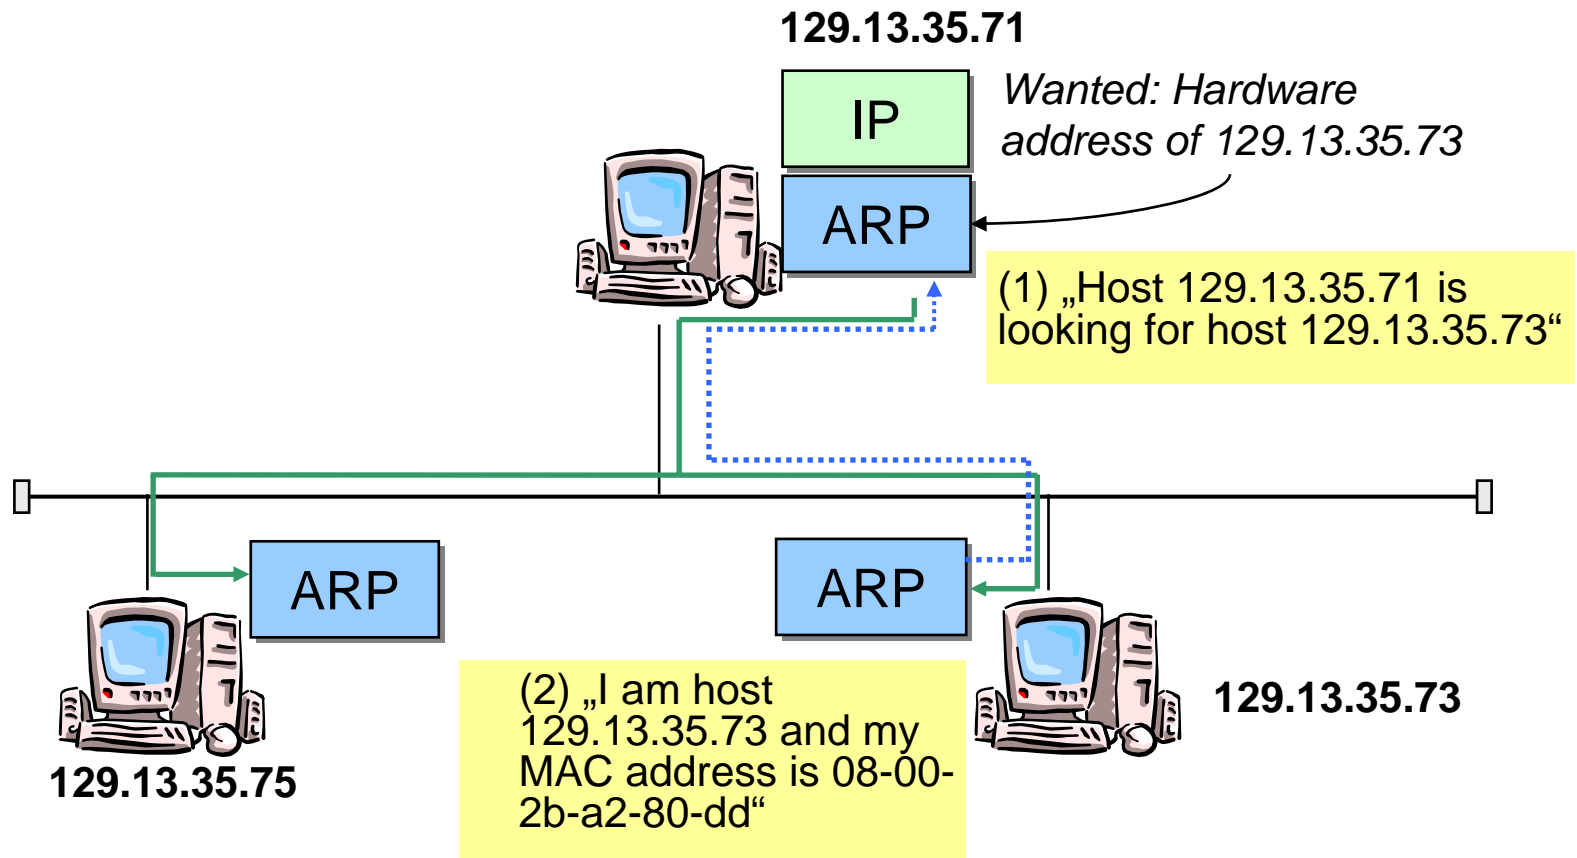 129.13.35.71
IP
Wanted: Hardware
address of 129.13.35.73
ARP
(1) „Host 129.13.35.71 is
looking for host 129.13.35.73“
ARP
ARP
(2) „I am host
129.13.35.73 and my
MAC address is 08-00-
2b-a2-80-dd“
129.13.35.73
129.13.35.75